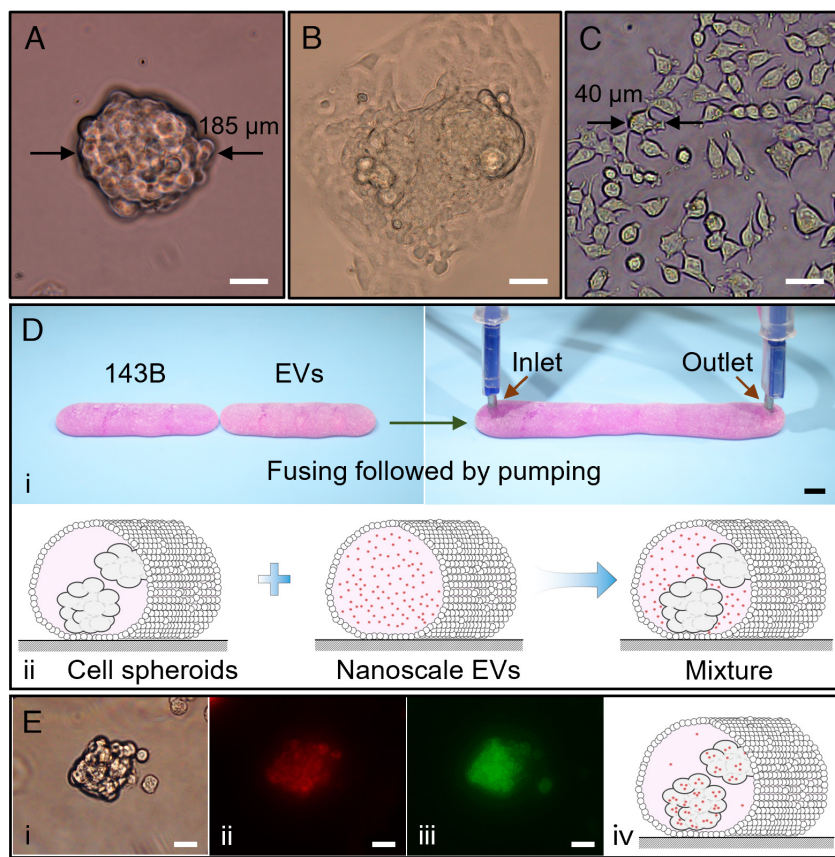 A
185 µm
B
C
40 µm
D
143B
EVs
Inlet
Outlet
Fusing followed by pumping
i
ii
Cell spheroids
Nanoscale EVs
Mixture
E
i
ii
iii
iv